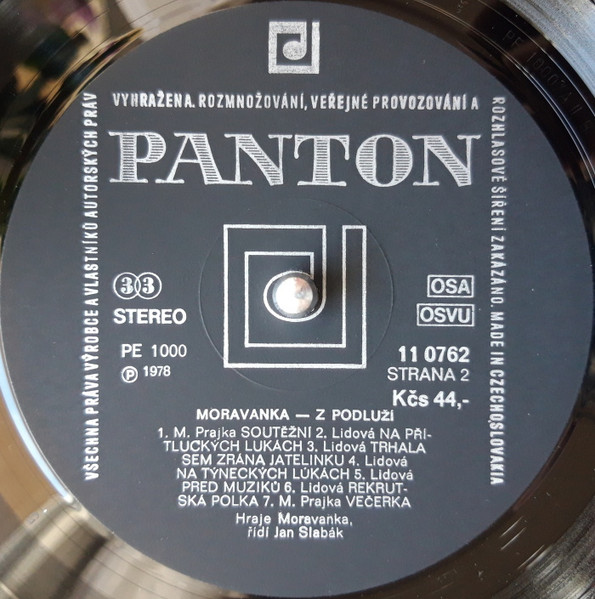 VYHRAŽENA. ROZMNOŽOVÁNÍ, VEŘEJNÉ PROVOZOVÁNÍ A
ROZHLASOVÉ ŠÍŘENÍ ZAKÁZÁNO. MADE IN CZECHOSLOVAKIA
VŠECHNA PRÁVA VÝROBCE A VLASTNÍKŮ AUTORSKÝCH PRÁV
PANTON
33
STEREO
OSA
OSVU
PE 1000
Ⓟ 1978
11 0762
STRANA 2
Kčs 44,-
MORAVANKA — Z PODLUŽÍ
1. M. Prajka SOUTĚŽNÍ 2. Lidová NA PŘÍ-
TLUCKÝCH LUKÁCH 3. Lidová TRHALA
SEM ZRÁNA JATELINKU 4. Lidová
NA TÝNECKÝCH LÚKÁCH 5. Lidová
PŘED MUZIKÚ 6. Lidová REKRUT-
SKÁ POLKA 7. M. Prajka VEČERKA
Hraje Moravanka,
řídí Jan Slabák